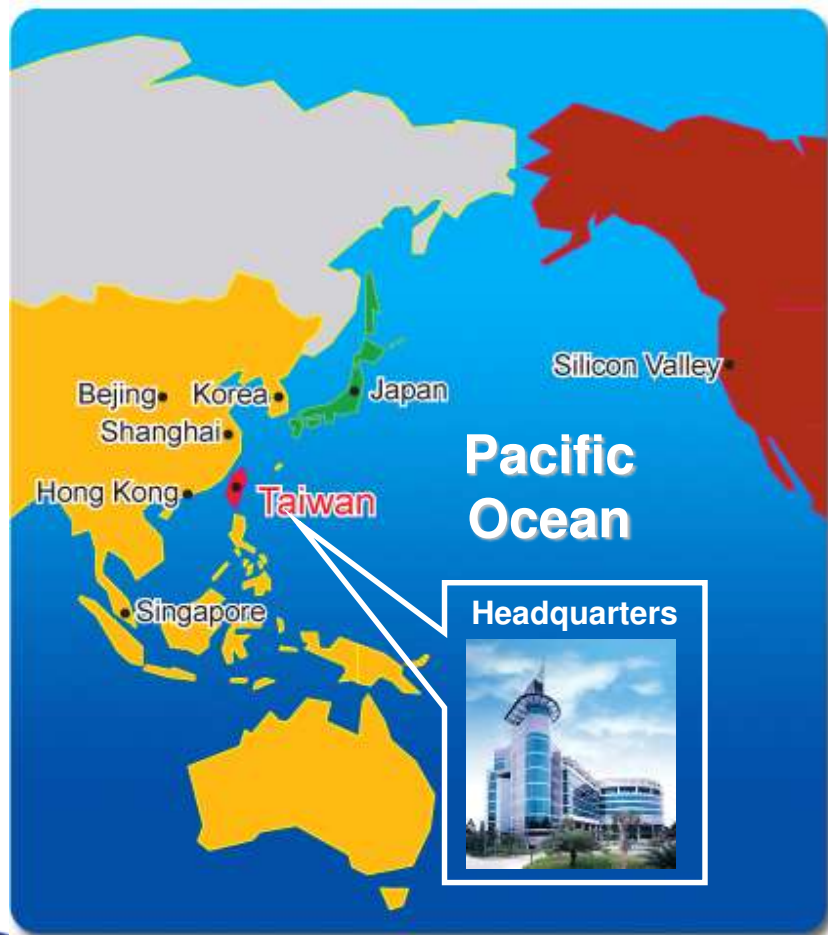 Silicon Valley
Bejing
Korea
Japan
Shanghai
Pacific
Ocean
Hong Kong
Taiwan
Singapore
Headquarters